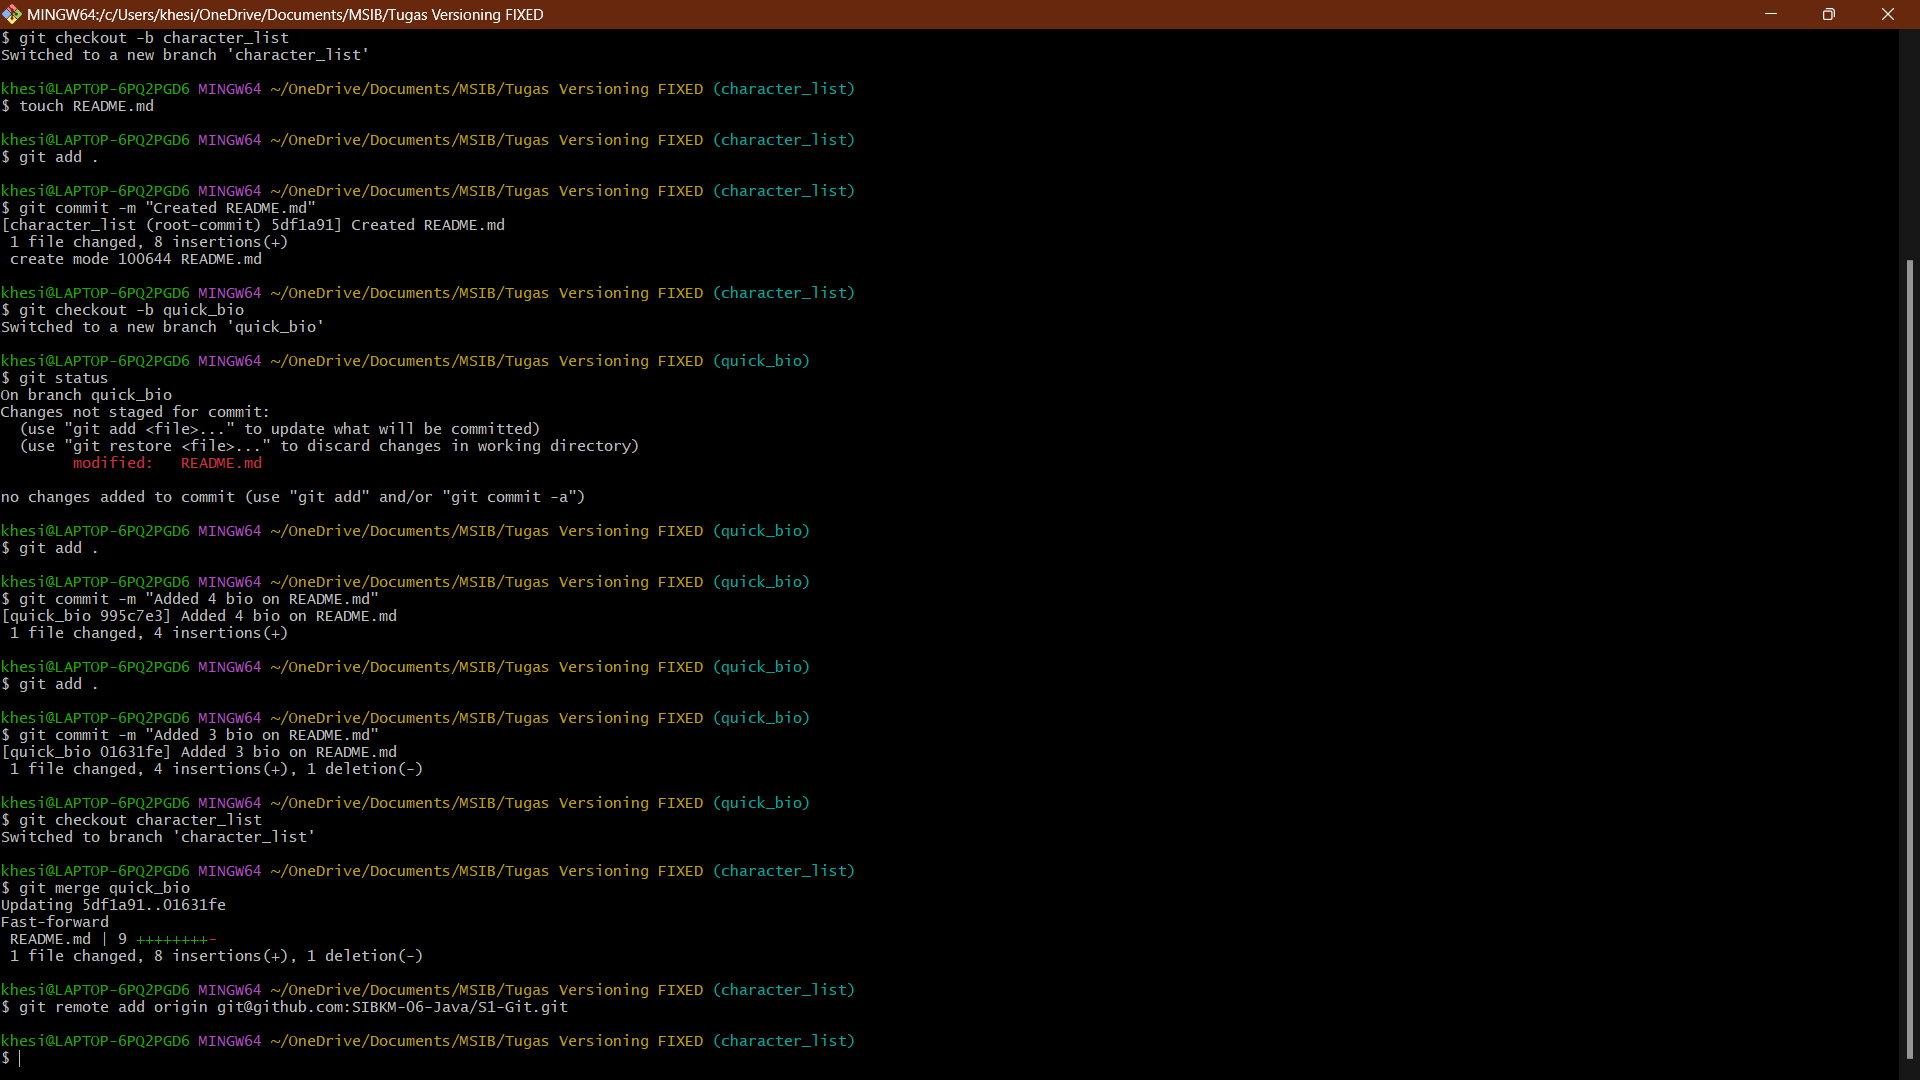 MINGW64:/c/Users/khesi/OneDrive/Documents/MSIB/Tugas Versioning FIXED
$ git checkout -b character_list
Switched to a new branch 'character_list'
khesi@LAPTOP-6PQ2PGD6 MINGW64 ~/OneDrive/Documents/MSIB/Tugas Versioning FIXED (character_list)
$ touch README.md
khesi@LAPTOP-6PQ2PGD6 MINGW64 ~/OneDrive/Documents/MSIB/Tugas Versioning FIXED (character_list)
$ git add .
khesi@LAPTOP-6PQ2PGD6 MINGW64 ~/OneDrive/Documents/MSIB/Tugas Versioning FIXED (character_list)
$ git commit -m "Created README.md"
[character_list (root-commit) 5df1a91] Created README.md
 1 file changed, 8 insertions(+)
 create mode 100644 README.md
khesi@LAPTOP-6PQ2PGD6 MINGW64 ~/OneDrive/Documents/MSIB/Tugas Versioning FIXED (character_list)
$ git checkout -b quick_bio
Switched to a new branch 'quick_bio'
khesi@LAPTOP-6PQ2PGD6 MINGW64 ~/OneDrive/Documents/MSIB/Tugas Versioning FIXED (quick_bio)
$ git status
On branch quick_bio
Changes not staged for commit:
  (use "git add <file>..." to update what will be committed)
  (use "git restore <file>..." to discard changes in working directory)
        modified:   README.md
no changes added to commit (use "git add" and/or "git commit -a")
khesi@LAPTOP-6PQ2PGD6 MINGW64 ~/OneDrive/Documents/MSIB/Tugas Versioning FIXED (quick_bio)
$ git add .
khesi@LAPTOP-6PQ2PGD6 MINGW64 ~/OneDrive/Documents/MSIB/Tugas Versioning FIXED (quick_bio)
$ git commit -m "Added 4 bio on README.md"
[quick_bio 995c7e3] Added 4 bio on README.md
 1 file changed, 4 insertions(+)
khesi@LAPTOP-6PQ2PGD6 MINGW64 ~/OneDrive/Documents/MSIB/Tugas Versioning FIXED (quick_bio)
$ git add .
khesi@LAPTOP-6PQ2PGD6 MINGW64 ~/OneDrive/Documents/MSIB/Tugas Versioning FIXED (quick_bio)
$ git commit -m "Added 3 bio on README.md"
[quick_bio 01631fe] Added 3 bio on README.md
 1 file changed, 4 insertions(+), 1 deletion(-)
khesi@LAPTOP-6PQ2PGD6 MINGW64 ~/OneDrive/Documents/MSIB/Tugas Versioning FIXED (quick_bio)
$ git checkout character_list
Switched to branch 'character_list'
khesi@LAPTOP-6PQ2PGD6 MINGW64 ~/OneDrive/Documents/MSIB/Tugas Versioning FIXED (character_list)
$ git merge quick_bio
Updating 5df1a91..01631fe
Fast-forward
 README.md | 9 ++++++++-
 1 file changed, 8 insertions(+), 1 deletion(-)
khesi@LAPTOP-6PQ2PGD6 MINGW64 ~/OneDrive/Documents/MSIB/Tugas Versioning FIXED (character_list)
$ git remote add origin git@github.com:SIBKM-06-Java/S1-Git.git
khesi@LAPTOP-6PQ2PGD6 MINGW64 ~/OneDrive/Documents/MSIB/Tugas Versioning FIXED (character_list)
$